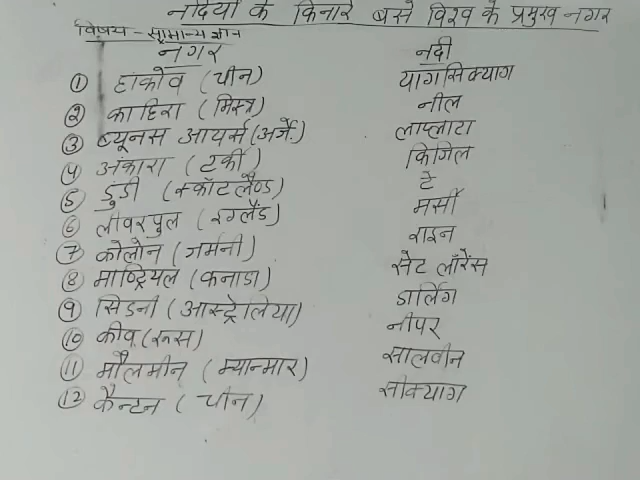 नदियों के किनारे बसे विश्व के प्रमुख नगर
विषय - सामान्य ज्ञान
नगर नदी
① हांकोव (चीन) यांगसिक्यांग
② काहिरा (मिस्त्र) नील
③ ब्यूनस आयर्स (अर्जे.) लाप्लाटा
④ अंकारा (टर्की) किजिल
⑤ डुंडी (स्कॉटलैण्ड) टे
⑥ लीवरपुल (इंग्लैंड) मर्सी
⑦ कोलोन (जर्मनी) राइन
⑧ माण्ट्रियल (कनाडा) सेंट लॉरेंस
⑨ सिडनी (आस्ट्रेलिया) डार्लिंग
⑩ कीव (रूस) नीपर
⑪ मौलमीन (म्यान्मार) सालवीन
⑫ कैन्टन (चीन) सीक्यांग